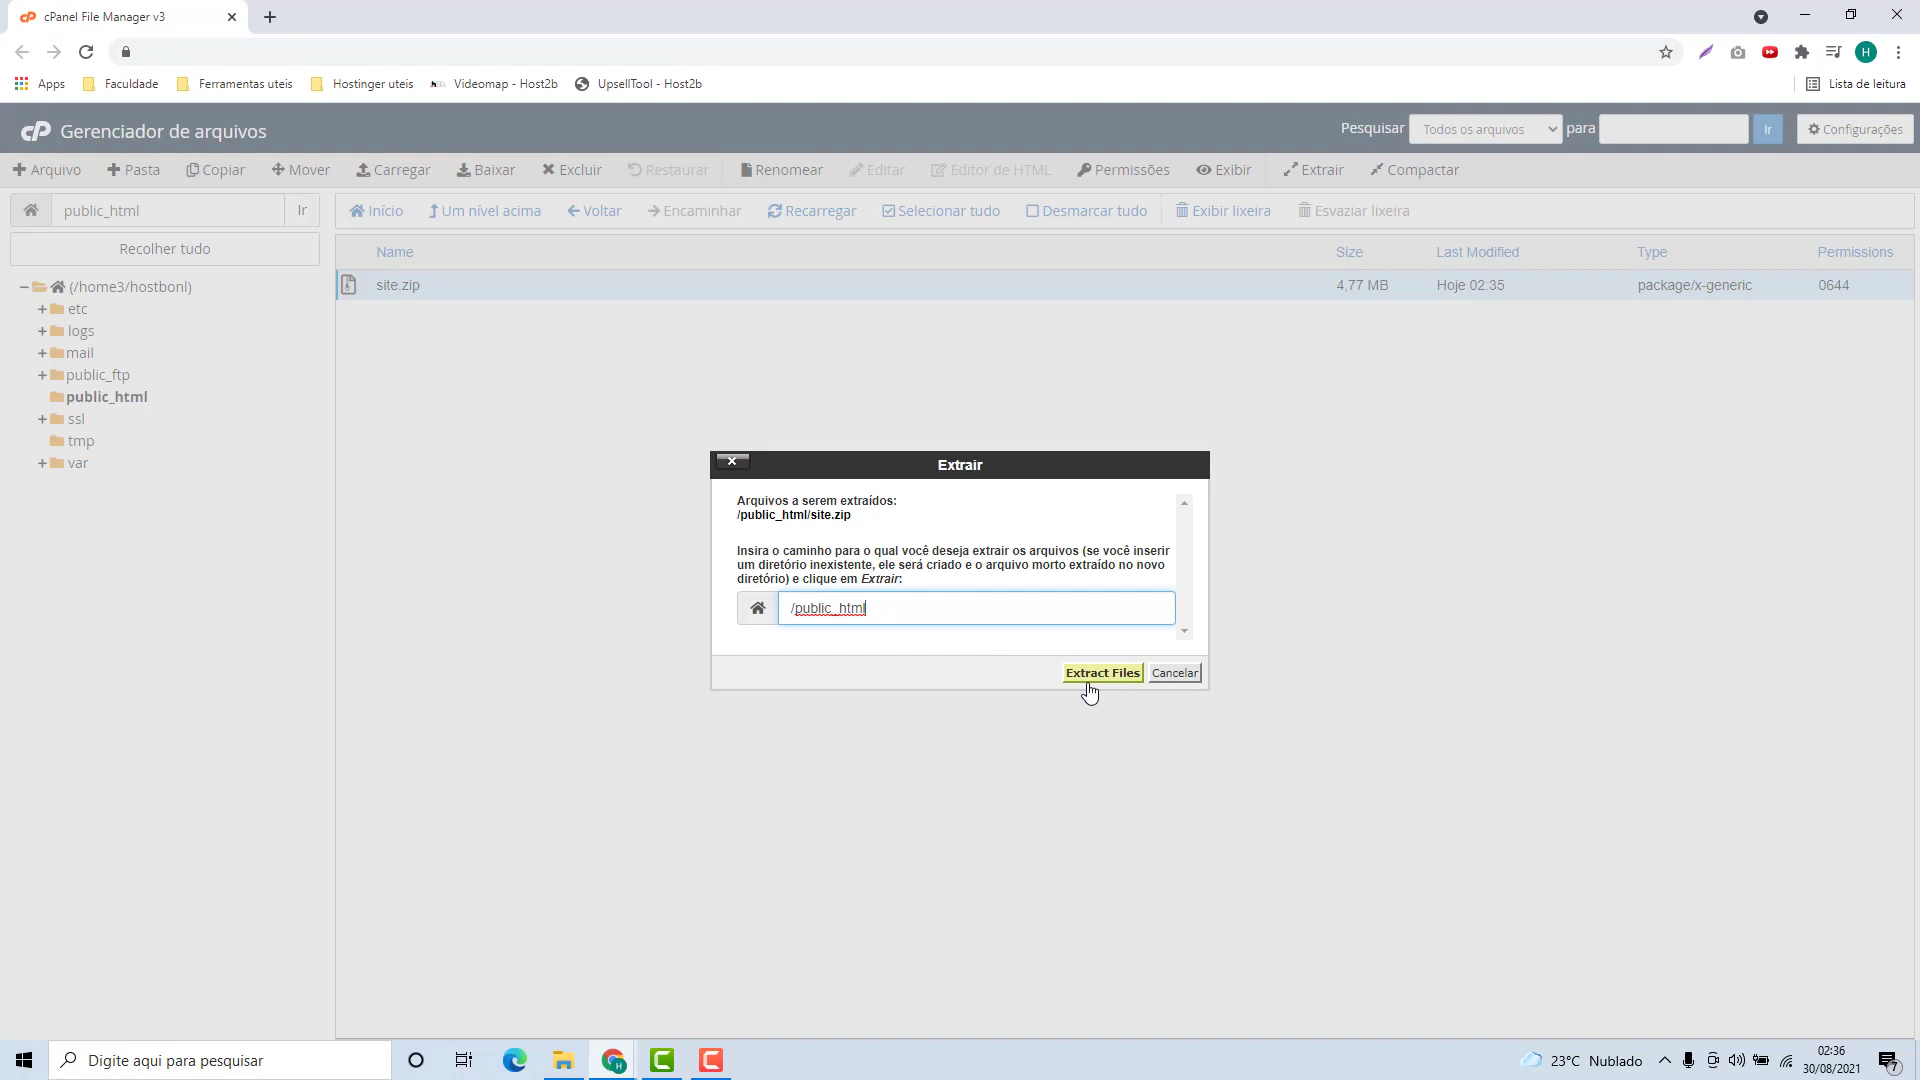 cPanel File Manager v3
Apps Faculdade Ferramentas uteis Hostinger uteis Videomap - Host2b UpsellTool - Host2b Lista de leitura
cP Gerenciador de arquivos Pesquisar Todos os arquivos para Ir Configurações
Arquivo Pasta Copiar Mover Carregar Baixar Excluir Restaurar Renomear Editar Editor de HTML Permissões Exibir Extrair Compactar
public_html Ir Início Um nível acima Voltar Encaminhar Recarregar Selecionar tudo Desmarcar tudo Exibir lixeira Esvaziar lixeira
Recolher tudo
Name Size Last Modified Type Permissions
site.zip 4,77 MB Hoje 02:35 package/x-generic 0644
(/home3/hostbonl)
etc
logs
mail
public_ftp
public_html
ssl
tmp
var
Extrair
Arquivos a serem extraídos:
/public_html/site.zip
Insira o caminho para o qual você deseja extrair os arquivos (se você inserir
um diretório inexistente, ele será criado e o arquivo morto extraído no novo
diretório) e clique em Extrair:
/public_html
Extract Files Cancelar
Digite aqui para pesquisar
23°C Nublado
02:36
30/08/2021
7
H